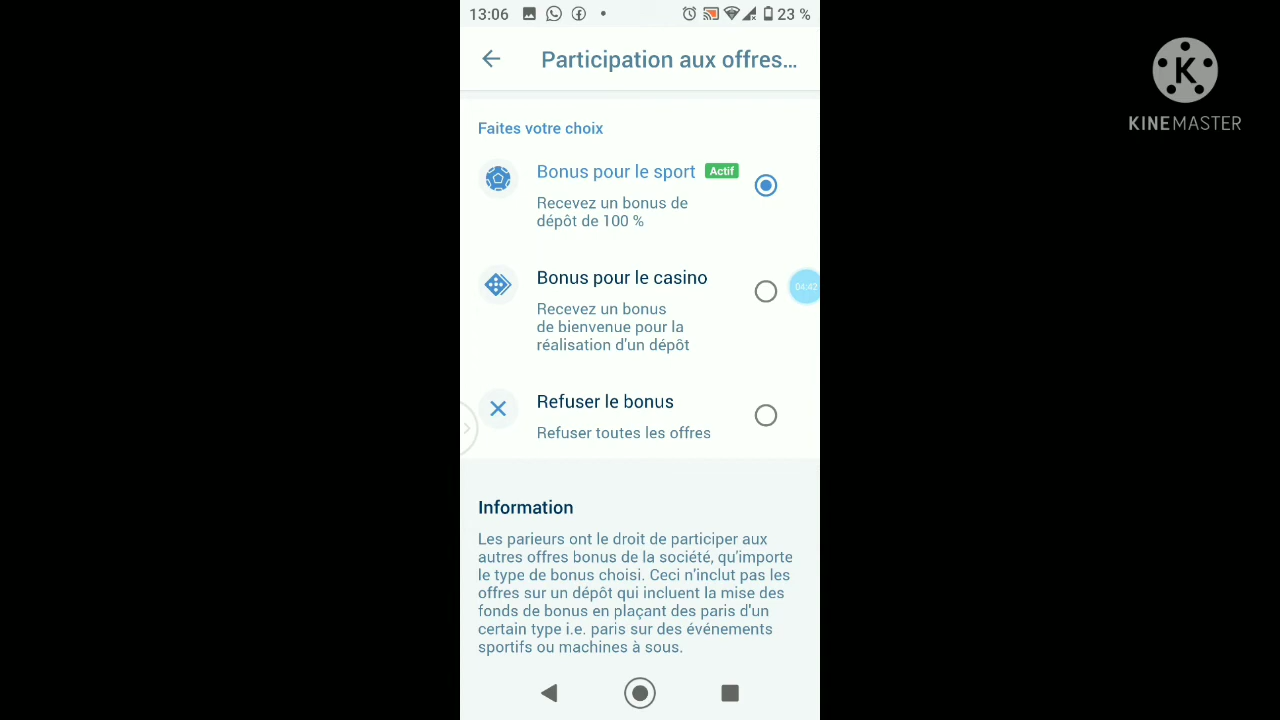 13:06
23 %
Participation aux offres...
Faites votre choix
Bonus pour le sport Actif
Recevez un bonus de
dépôt de 100 %
Bonus pour le casino
04:42
Recevez un bonus
de bienvenue pour la
réalisation d'un dépôt
Refuser le bonus
Refuser toutes les offres
Information
Les parieurs ont le droit de participer aux
autres offres bonus de la société, qu'importe
le type de bonus choisi. Ceci n'inclut pas les
offres sur un dépôt qui incluent la mise des
fonds de bonus en plaçant des paris d'un
certain type i.e. paris sur des événements
sportifs ou machines à sous.
K
KINEMASTER